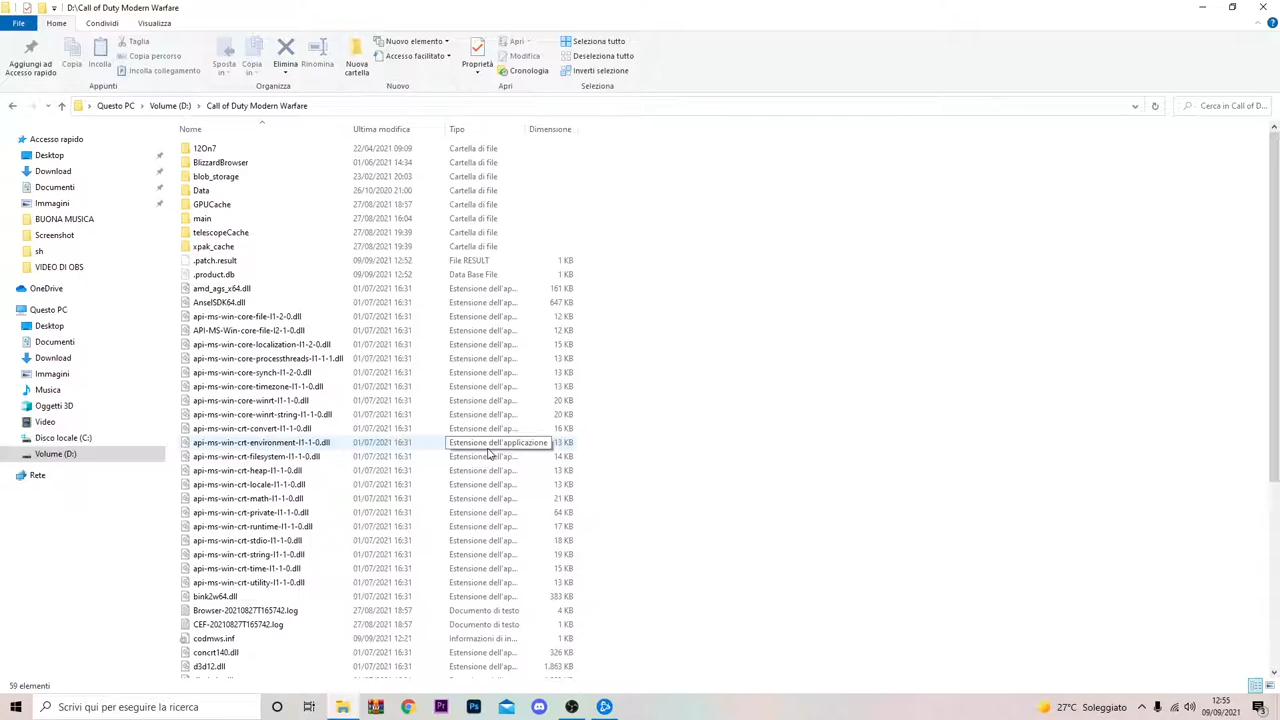 D:\Call of Duty Modern Warfare
File Home Condividi Visualizza
Aggiungi ad Accesso rapido
Copia
Incolla
Taglia
Copia percorso
Incolla collegamento
Sposta in
Copia in
Elimina
Rinomina
Nuova cartella
Nuovo elemento
Accesso facilitato
Proprietà
Apri
Modifica
Cronologia
Seleziona tutto
Deseleziona tutto
Inverti selezione
Appunti Organizza Nuovo Apri Seleziona
Questo PC > Volume (D:) > Call of Duty Modern Warfare
Cerca in Call of D...
Accesso rapido
Desktop
Download
Documenti
Immagini
BUONA MUSICA
Screenshot
sh
VIDEO DI OBS
OneDrive
Questo PC
Desktop
Documenti
Download
Immagini
Musica
Oggetti 3D
Video
Disco locale (C:)
Volume (D:)
Rete
Nome Ultima modifica Tipo Dimensione
12On7 22/04/2021 09:09 Cartella di file
BlizzardBrowser 01/06/2021 14:34 Cartella di file
blob_storage 23/02/2021 20:03 Cartella di file
Data 26/10/2020 21:00 Cartella di file
GPUCache 27/08/2021 18:57 Cartella di file
main 27/08/2021 16:04 Cartella di file
telescopeCache 27/08/2021 19:39 Cartella di file
xpak_cache 27/08/2021 19:39 Cartella di file
.patch.result 09/09/2021 12:52 File RESULT 1 KB
.product.db 09/09/2021 12:52 Data Base File 1 KB
amd_ags_x64.dll 01/07/2021 16:31 Estensione dell'ap... 161 KB
AnselSDK64.dll 01/07/2021 16:31 Estensione dell'ap... 647 KB
api-ms-win-core-file-l1-2-0.dll 01/07/2021 16:31 Estensione dell'ap... 12 KB
API-MS-Win-core-file-l2-1-0.dll 01/07/2021 16:31 Estensione dell'ap... 12 KB
api-ms-win-core-localization-l1-2-0.dll 01/07/2021 16:31 Estensione dell'ap... 15 KB
api-ms-win-core-processthreads-l1-1-1.dll 01/07/2021 16:31 Estensione dell'ap... 13 KB
api-ms-win-core-synch-l1-2-0.dll 01/07/2021 16:31 Estensione dell'ap... 13 KB
api-ms-win-core-timezone-l1-1-0.dll 01/07/2021 16:31 Estensione dell'ap... 13 KB
api-ms-win-core-winrt-l1-1-0.dll 01/07/2021 16:31 Estensione dell'ap... 20 KB
api-ms-win-core-winrt-string-l1-1-0.dll 01/07/2021 16:31 Estensione dell'ap... 20 KB
api-ms-win-crt-convert-l1-1-0.dll 01/07/2021 16:31 Estensione dell'ap... 16 KB
api-ms-win-crt-environment-l1-1-0.dll 01/07/2021 16:31 Estensione dell'applicazione 13 KB
api-ms-win-crt-filesystem-l1-1-0.dll 01/07/2021 16:31 Estensione dell'ap... 14 KB
api-ms-win-crt-heap-l1-1-0.dll 01/07/2021 16:31 Estensione dell'ap... 13 KB
api-ms-win-crt-locale-l1-1-0.dll 01/07/2021 16:31 Estensione dell'ap... 13 KB
api-ms-win-crt-math-l1-1-0.dll 01/07/2021 16:31 Estensione dell'ap... 21 KB
api-ms-win-crt-private-l1-1-0.dll 01/07/2021 16:31 Estensione dell'ap... 64 KB
api-ms-win-crt-runtime-l1-1-0.dll 01/07/2021 16:31 Estensione dell'ap... 17 KB
api-ms-win-crt-stdio-l1-1-0.dll 01/07/2021 16:31 Estensione dell'ap... 18 KB
api-ms-win-crt-string-l1-1-0.dll 01/07/2021 16:31 Estensione dell'ap... 19 KB
api-ms-win-crt-time-l1-1-0.dll 01/07/2021 16:31 Estensione dell'ap... 15 KB
api-ms-win-crt-utility-l1-1-0.dll 01/07/2021 16:31 Estensione dell'ap... 13 KB
bink2w64.dll 01/07/2021 16:31 Estensione dell'ap... 383 KB
Browser-20210827T165742.log 27/08/2021 18:57 Documento di testo 4 KB
CEF-20210827T165742.log 27/08/2021 18:57 Documento di testo 1 KB
codmws.inf 09/09/2021 12:21 Informazioni di in... 1 KB
concrt140.dll 01/07/2021 16:31 Estensione dell'ap... 326 KB
d3d12.dll 01/07/2021 16:31 Estensione dell'ap... 1.863 KB
59 elementi
Scrivi qui per eseguire la ricerca
Pr
Ps
27°C Soleggiato
12:55
09/09/2021
3